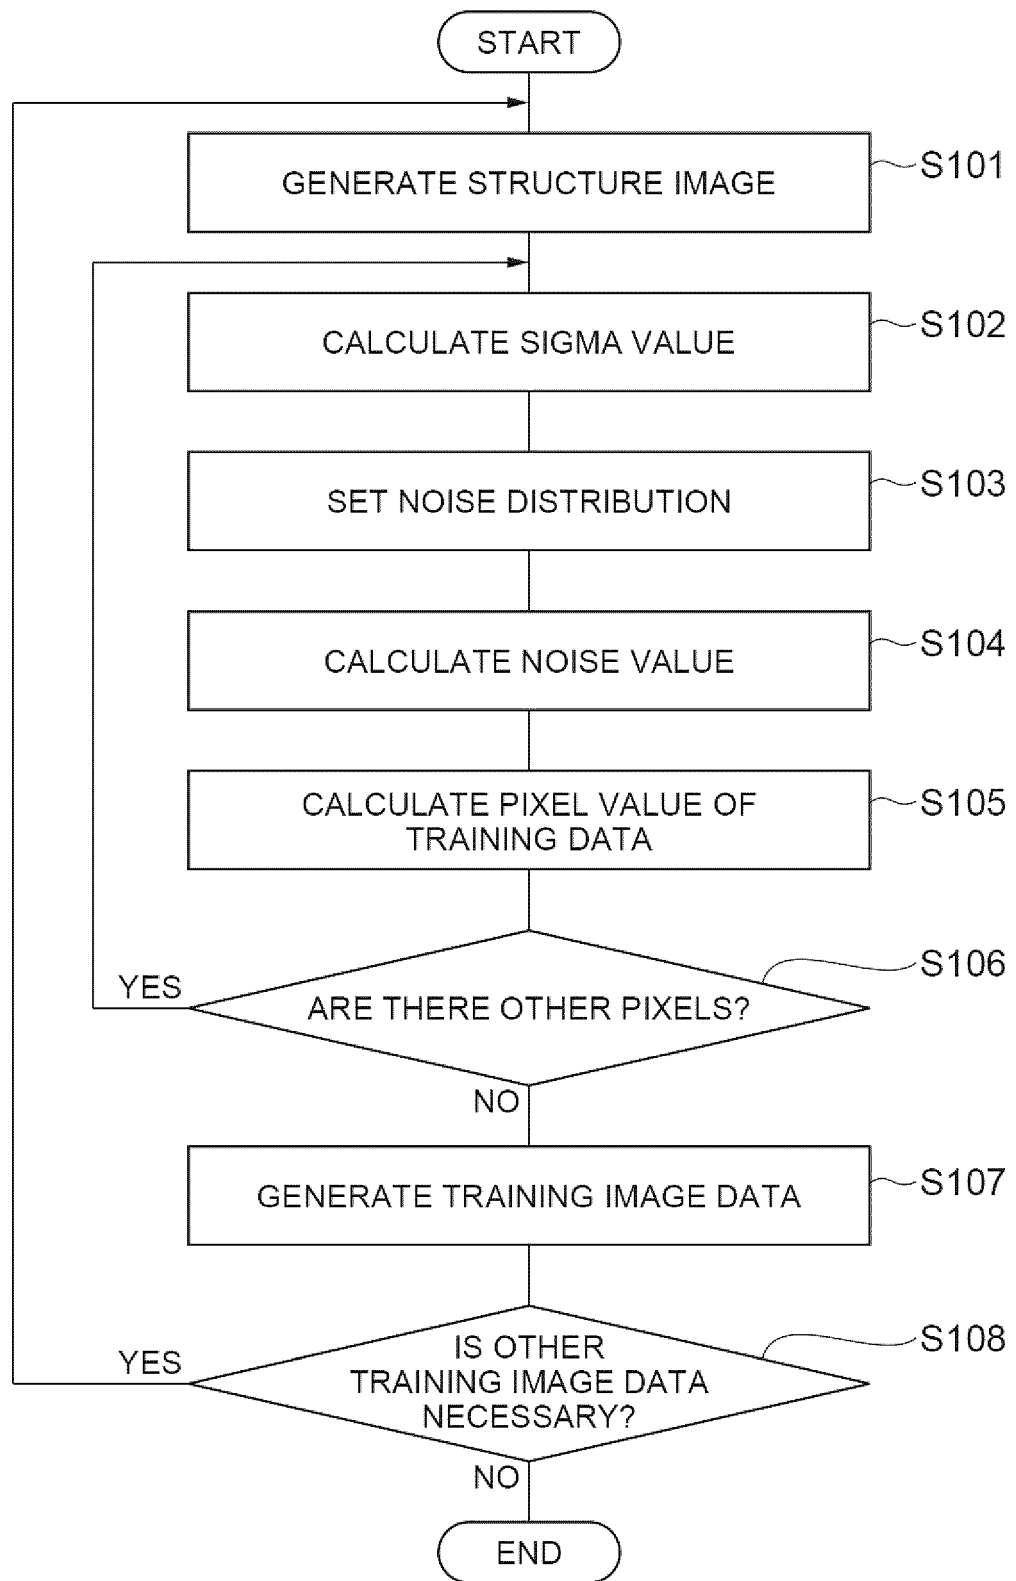 START
GENERATE STRUCTURE IMAGE
S101
CALCULATE SIGMA VALUE
S102
SET NOISE DISTRIBUTION
S103
CALCULATE NOISE VALUE
S104
CALCULATE PIXEL VALUE OF
TRAINING DATA
S105
ARE THERE OTHER PIXELS?
S106
YES
NO
GENERATE TRAINING IMAGE DATA
S107
IS OTHER
TRAINING IMAGE DATA
NECESSARY?
S108
YES
NO
END